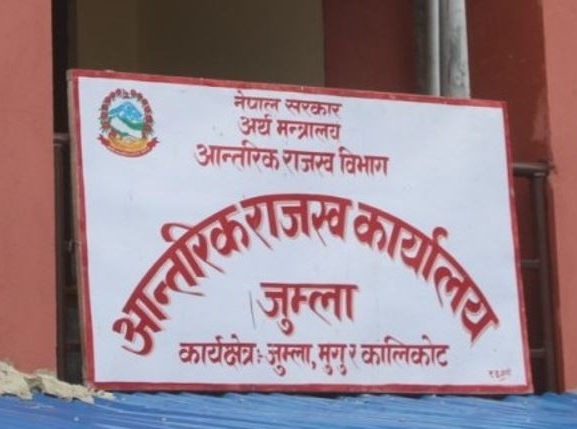 नेपाल सरकार
अर्थ मन्त्रालय
आन्तरिक राजस्व विभाग
आन्तरिक राजस्व कार्यालय
जुम्ला
कार्यक्षेत्र:- जुम्ला, मुगु र कालिकोट